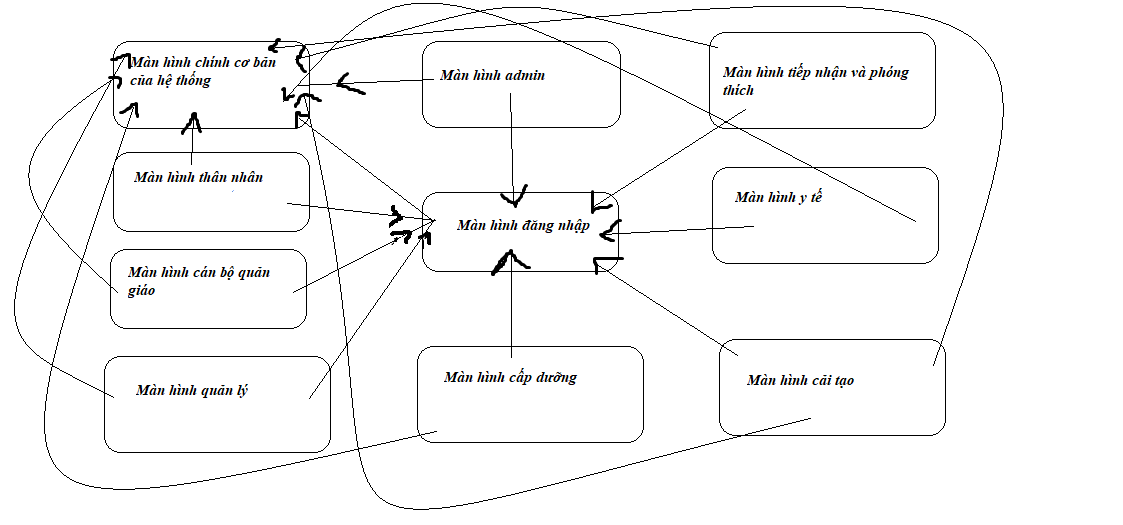 Màn hình chính cơ bản
của hệ thống
Màn hình admin
Màn hình tiếp nhận và phóng
thích
Màn hình thân nhân
Màn hình đăng nhập
Màn hình y tế
Màn hình cán bộ quản
giáo
Màn hình quản lý
Màn hình cấp dưỡng
Màn hình cải tạo